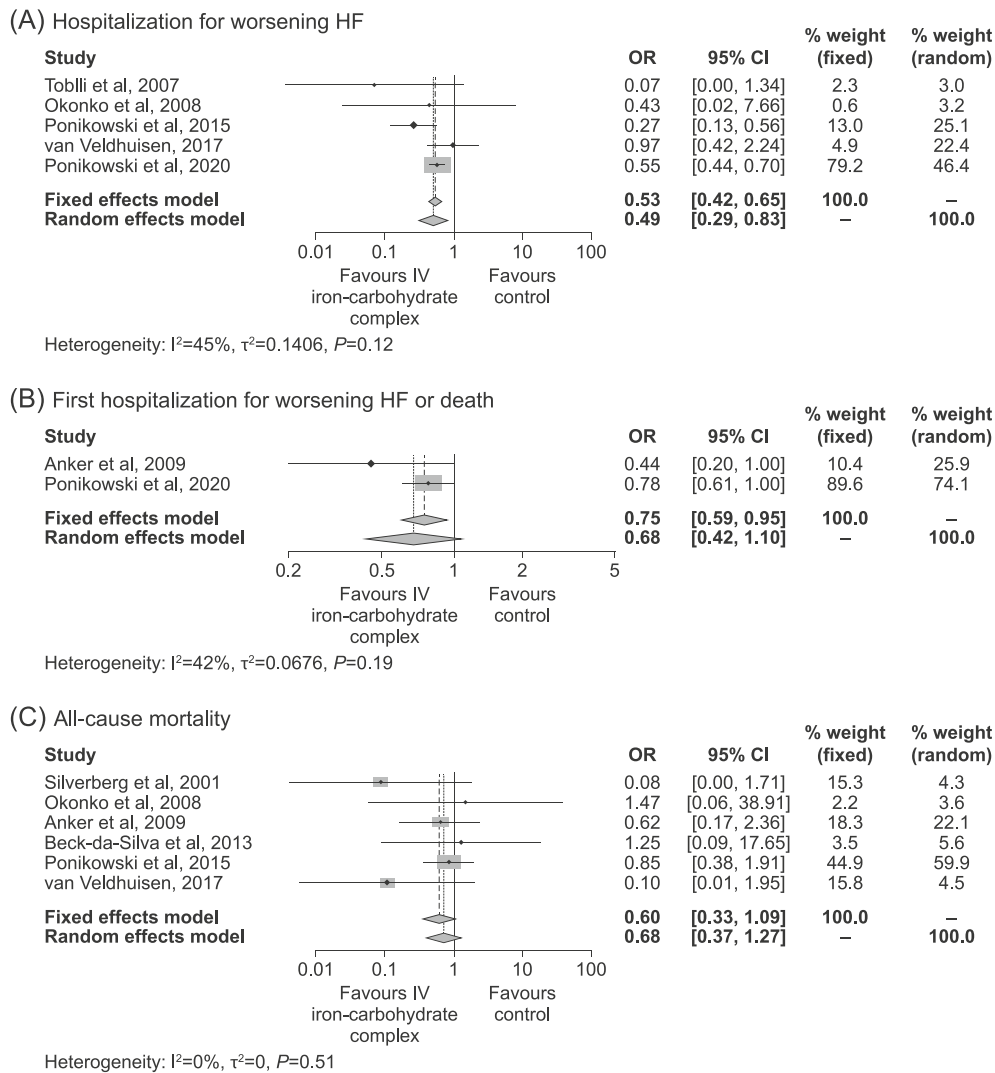 (A) Hospitalization for worsening HF
% weight % weight
Study OR 95% CI (fixed) (random)
Toblli et al, 2007 0.07 [0.00, 1.34] 2.3 3.0
Okonko et al, 2008 0.43 [0.02, 7.66] 0.6 3.2
Ponikowski et al, 2015 0.27 [0.13, 0.56] 13.0 25.1
van Veldhuisen, 2017 0.97 [0.42, 2.24] 4.9 22.4
Ponikowski et al, 2020 0.55 [0.44, 0.70] 79.2 46.4
Fixed effects model 0.53 [0.42, 0.65] 100.0 –
Random effects model 0.49 [0.29, 0.83] – 100.0
0.01 0.1 1 10 100
Favours IV Favours
iron-carbohydrate control
complex
Heterogeneity: I²=45%, τ²=0.1406, P=0.12
(B) First hospitalization for worsening HF or death
% weight % weight
Study OR 95% CI (fixed) (random)
Anker et al, 2009 0.44 [0.20, 1.00] 10.4 25.9
Ponikowski et al, 2020 0.78 [0.61, 1.00] 89.6 74.1
Fixed effects model 0.75 [0.59, 0.95] 100.0 –
Random effects model 0.68 [0.42, 1.10] – 100.0
0.2 0.5 1 2 5
Favours IV Favours
iron-carbohydrate control
complex
Heterogeneity: I²=42%, τ²=0.0676, P=0.19
(C) All-cause mortality
% weight % weight
Study OR 95% CI (fixed) (random)
Silverberg et al, 2001 0.08 [0.00, 1.71] 15.3 4.3
Okonko et al, 2008 1.47 [0.06, 38.91] 2.2 3.6
Anker et al, 2009 0.62 [0.17, 2.36] 18.3 22.1
Beck-da-Silva et al, 2013 1.25 [0.09, 17.65] 3.5 5.6
Ponikowski et al, 2015 0.85 [0.38, 1.91] 44.9 59.9
van Veldhuisen, 2017 0.10 [0.01, 1.95] 15.8 4.5
Fixed effects model 0.60 [0.33, 1.09] 100.0 –
Random effects model 0.68 [0.37, 1.27] – 100.0
0.01 0.1 1 10 100
Favours IV Favours
iron-carbohydrate control
complex
Heterogeneity: I²=0%, τ²=0, P=0.51